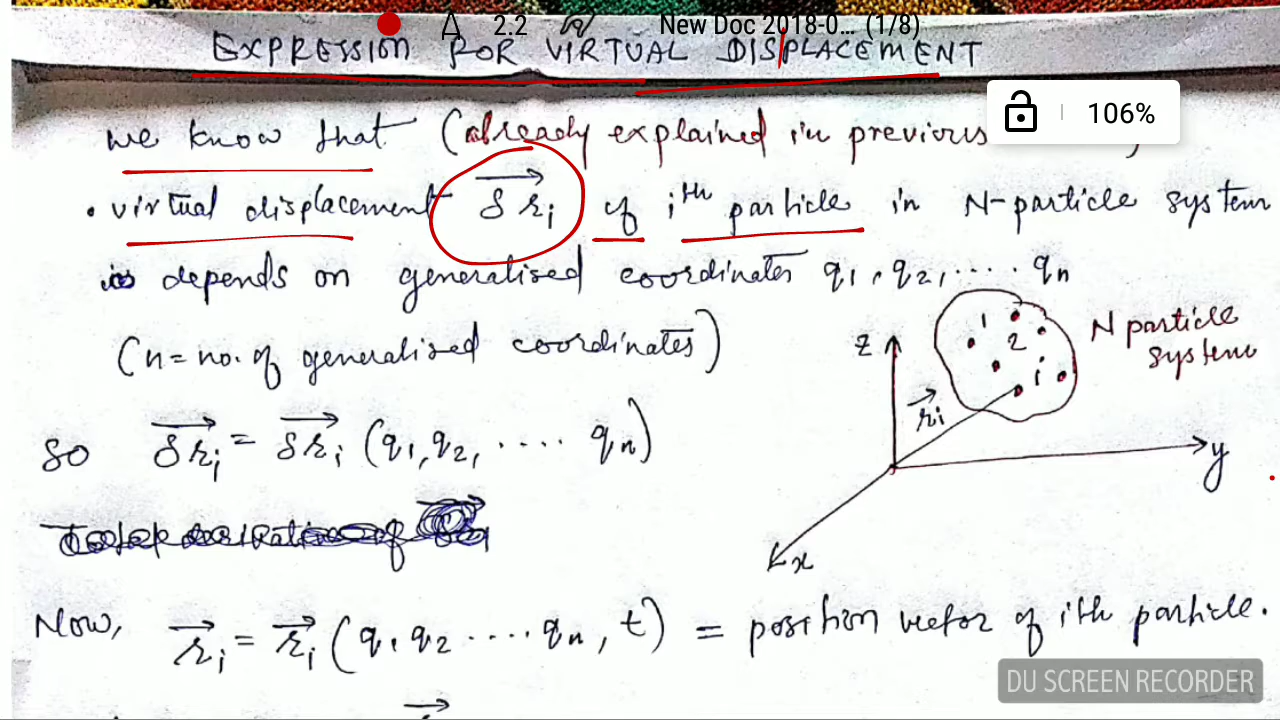 2.2 New Doc 2018-0... (1/8)
EXPRESSION FOR VIRTUAL DISPLACEMENT
106%
we know that (already explained in previous
• virtual displacement δr⃗ᵢ of iᵗʰ particle in N-particle system
depends on generalised coordinates q₁, q₂, .... qₙ
(n = no. of generalised coordinates)
z
1
2
i
N particle
system
r⃗ᵢ
so δr⃗ᵢ = δr⃗ᵢ (q₁, q₂, .... qₙ)
y
x
Now, r⃗ᵢ = r⃗ᵢ (q₁ q₂ .... qₙ, t) = position vector of ith particle.
DU SCREEN RECORDER